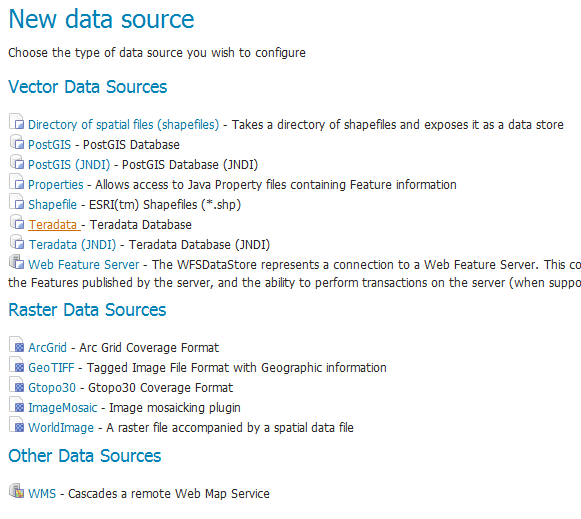 New data source
Choose the type of data source you wish to configure
Vector Data Sources
Directory of spatial files (shapefiles) - Takes a directory of shapefiles and exposes it as a data store
PostGIS - PostGIS Database
PostGIS (JNDI) - PostGIS Database (JNDI)
Properties - Allows access to Java Property files containing Feature information
Shapefile - ESRI(tm) Shapefiles (*.shp)
Teradata - Teradata Database
Teradata (JNDI) - Teradata Database (JNDI)
Web Feature Server - The WFSDataStore represents a connection to a Web Feature Server. This co
the Features published by the server, and the ability to perform transactions on the server (when suppo
Raster Data Sources
ArcGrid - Arc Grid Coverage Format
GeoTIFF - Tagged Image File Format with Geographic information
Gtopo30 - Gtopo30 Coverage Format
ImageMosaic - Image mosaicking plugin
WorldImage - A raster file accompanied by a spatial data file
Other Data Sources
WMS - Cascades a remote Web Map Service